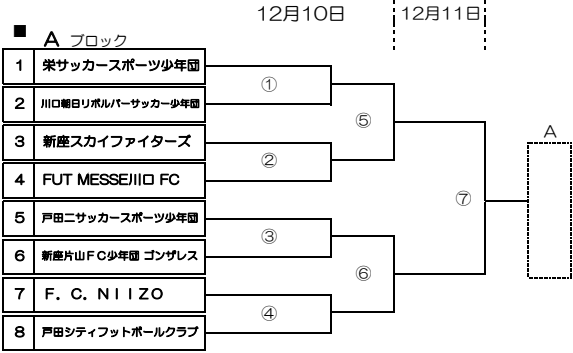 12月10日 12月11日
■ A ブロック
1 栄サッカースポーツ少年団
①
2 川口朝日リボルバーサッカー少年団
⑤
A
3 新座スカイファイターズ
②
4 FUT MESSE川口 FC
⑦
5 戸田二サッカースポーツ少年団
③
6 新座片山FC少年団 ゴンザレス
⑥
7 F.C.NIIZO
④
8 戸田シティフットボールクラブ